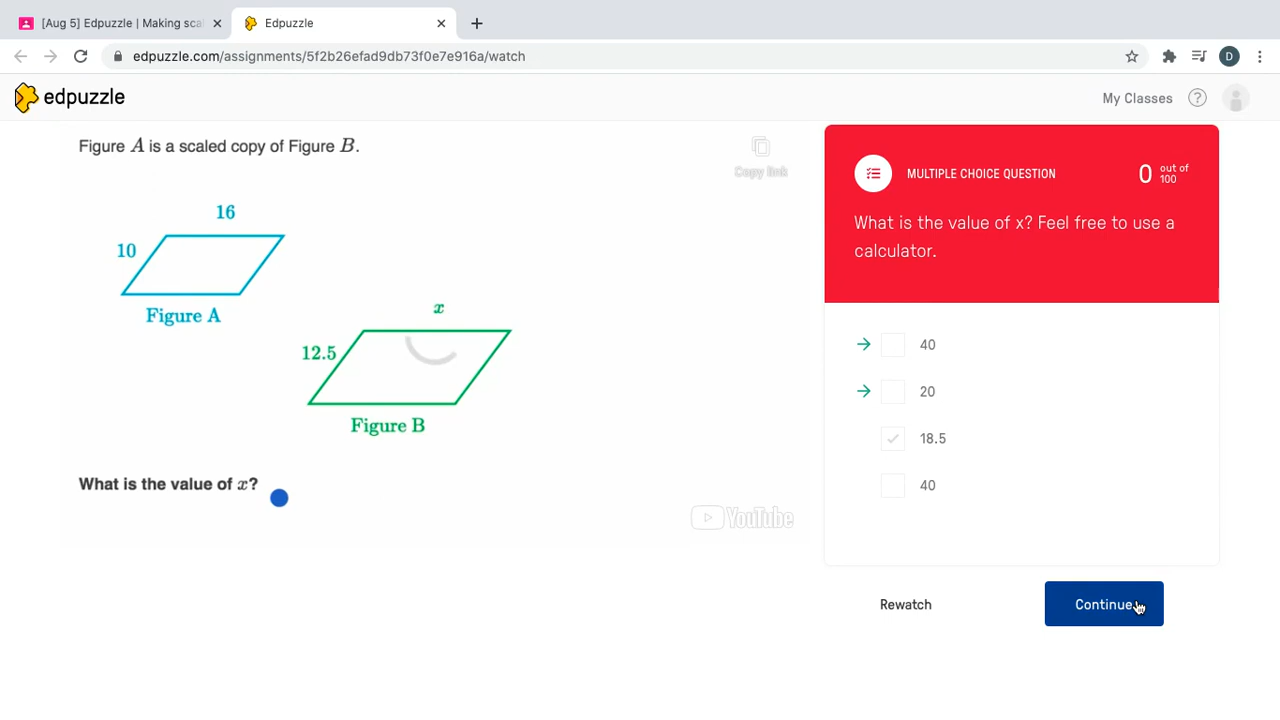 [Aug 5] Edpuzzle | Making sca
Edpuzzle
edpuzzle.com/assignments/5f2b26efad9db73f0e7e916a/watch
D
edpuzzle
My Classes
?
Figure A is a scaled copy of Figure B.
Copy link
16
10
Figure A
x
12.5
Figure B
What is the value of x?
YouTube
MULTIPLE CHOICE QUESTION
0 out of 100
What is the value of x? Feel free to use a
calculator.
40
20
18.5
40
Rewatch
Continue